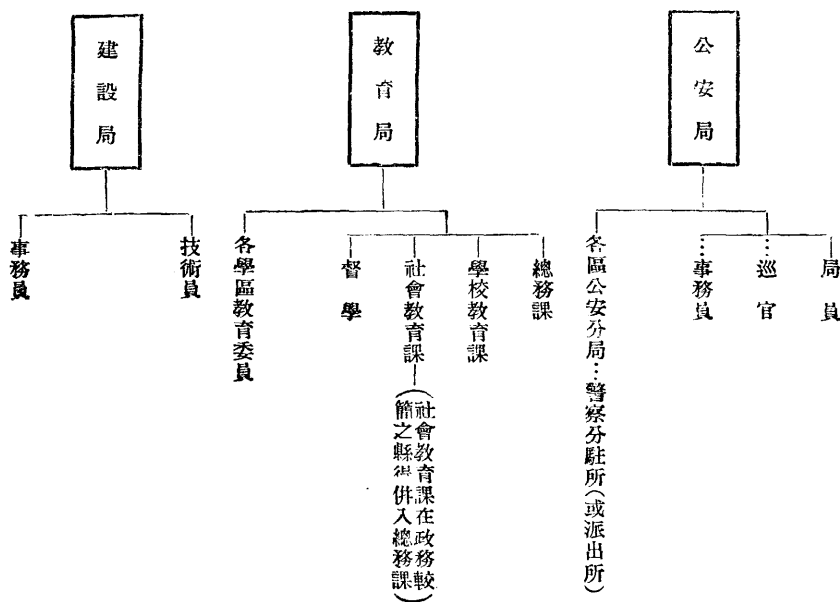 公安局
局員
巡官
事務員
各區公安分局…警察分駐所(或派出所)
教育局
總務課
學校教育課
社會教育課—(社會教育課在政務較
簡之縣得併入總務課)
督學
各學區教育委員
建設局
技術員
事務員